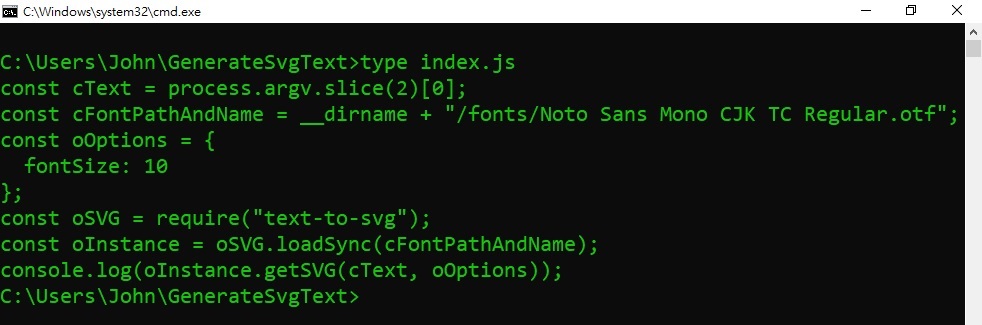 C:\Windows\system32\cmd.exe
C:\Users\John\GenerateSvgText>type index.js
const cText = process.argv.slice(2)[0];
const cFontPathAndName = __dirname + "/fonts/Noto Sans Mono CJK TC Regular.otf";
const oOptions = {
  fontSize: 10
};
const oSVG = require("text-to-svg");
const oInstance = oSVG.loadSync(cFontPathAndName);
console.log(oInstance.getSVG(cText, oOptions));
C:\Users\John\GenerateSvgText>